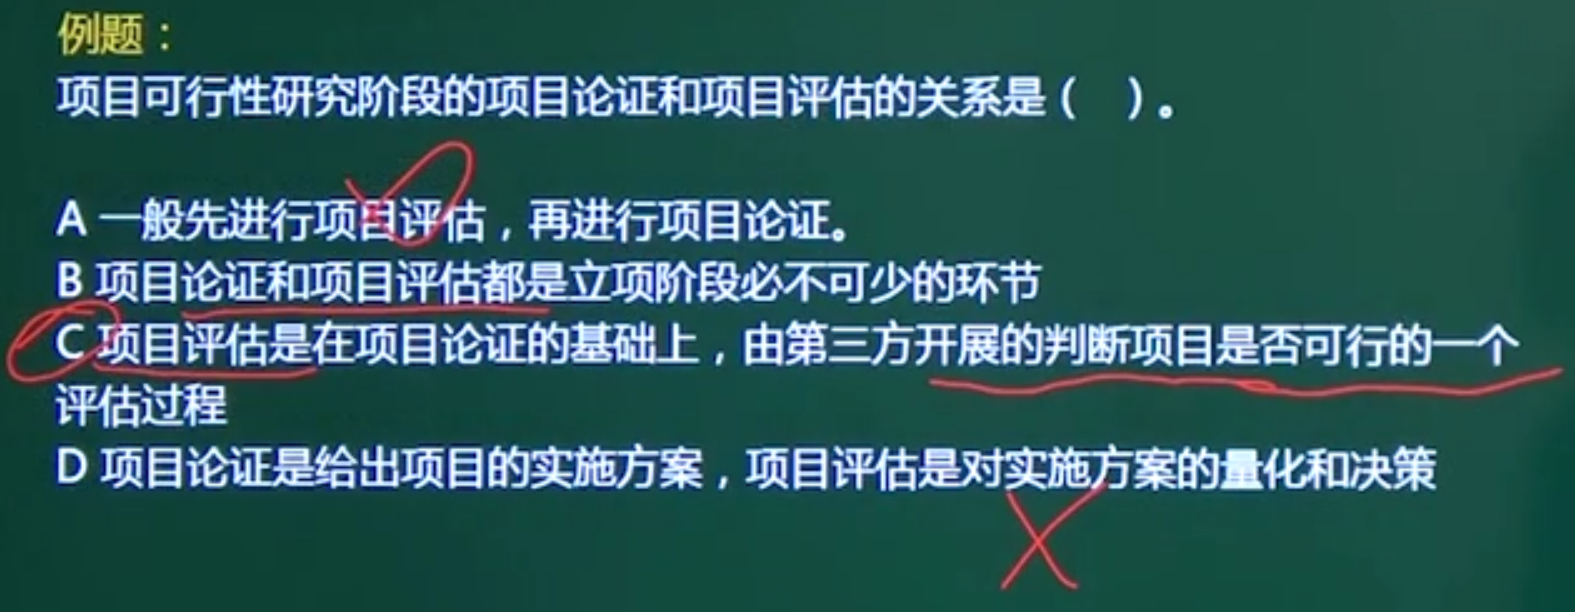 例题：
项目可行性研究阶段的项目论证和项目评估的关系是（ ）。
A 一般先进行项目评估，再进行项目论证。
B 项目论证和项目评估都是立项阶段必不可少的环节
C 项目评估是在项目论证的基础上，由第三方开展的判断项目是否可行的一个
评估过程
D 项目论证是给出项目的实施方案，项目评估是对实施方案的量化和决策